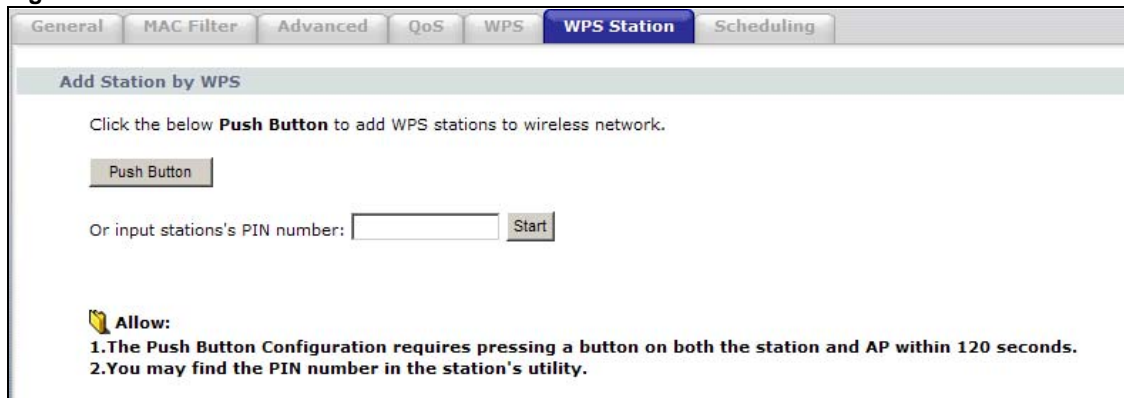 General MAC Filter Advanced QoS WPS WPS Station Scheduling
Add Station by WPS
Click the below Push Button to add WPS stations to wireless network.
Push Button
Or input stations's PIN number: Start
Allow:
1.The Push Button Configuration requires pressing a button on both the station and AP within 120 seconds.
2.You may find the PIN number in the station's utility.